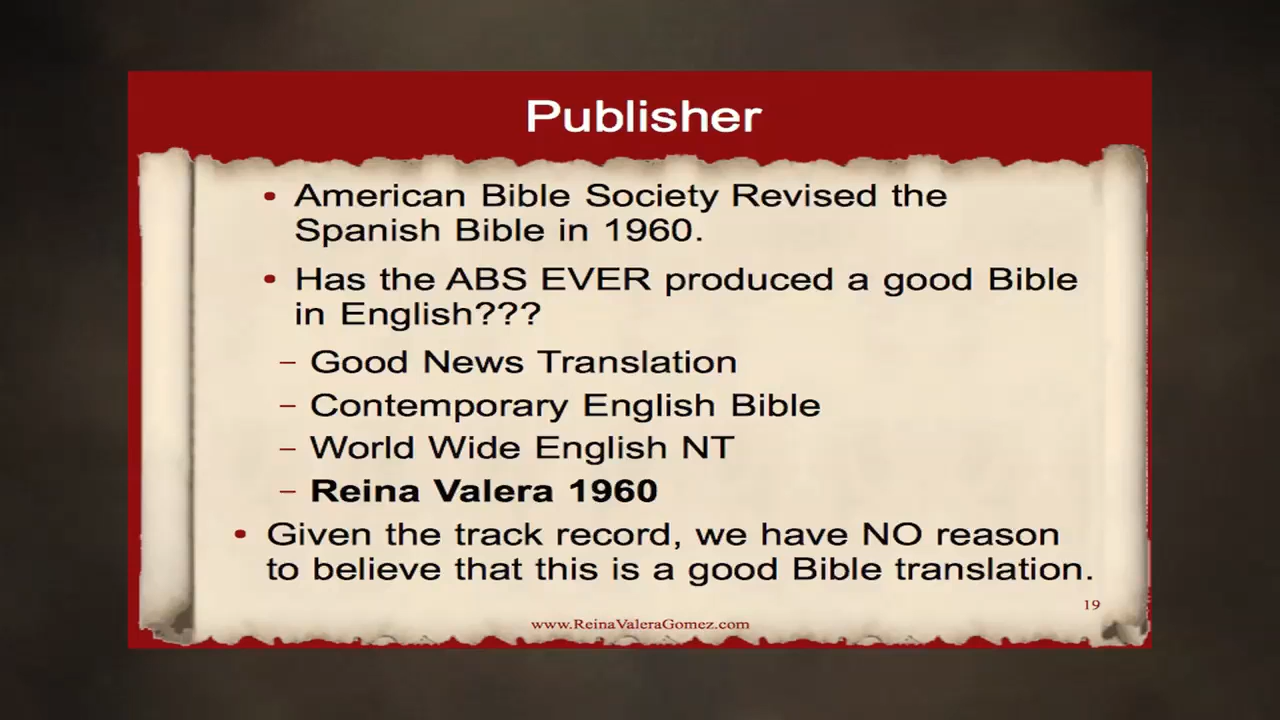 Publisher
• American Bible Society Revised the
Spanish Bible in 1960.
• Has the ABS EVER produced a good Bible
in English???
– Good News Translation
– Contemporary English Bible
– World Wide English NT
– Reina Valera 1960
• Given the track record, we have NO reason
to believe that this is a good Bible translation.
19
www.ReinaValeraGomez.com